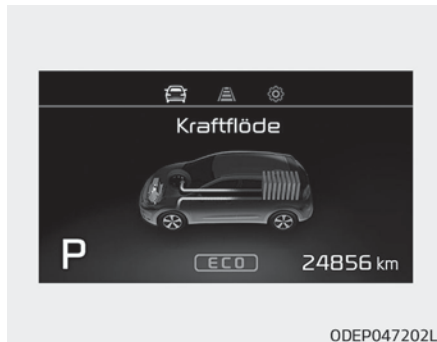 Kraftflöde
P
ECO
24856 km
ODEP047202L